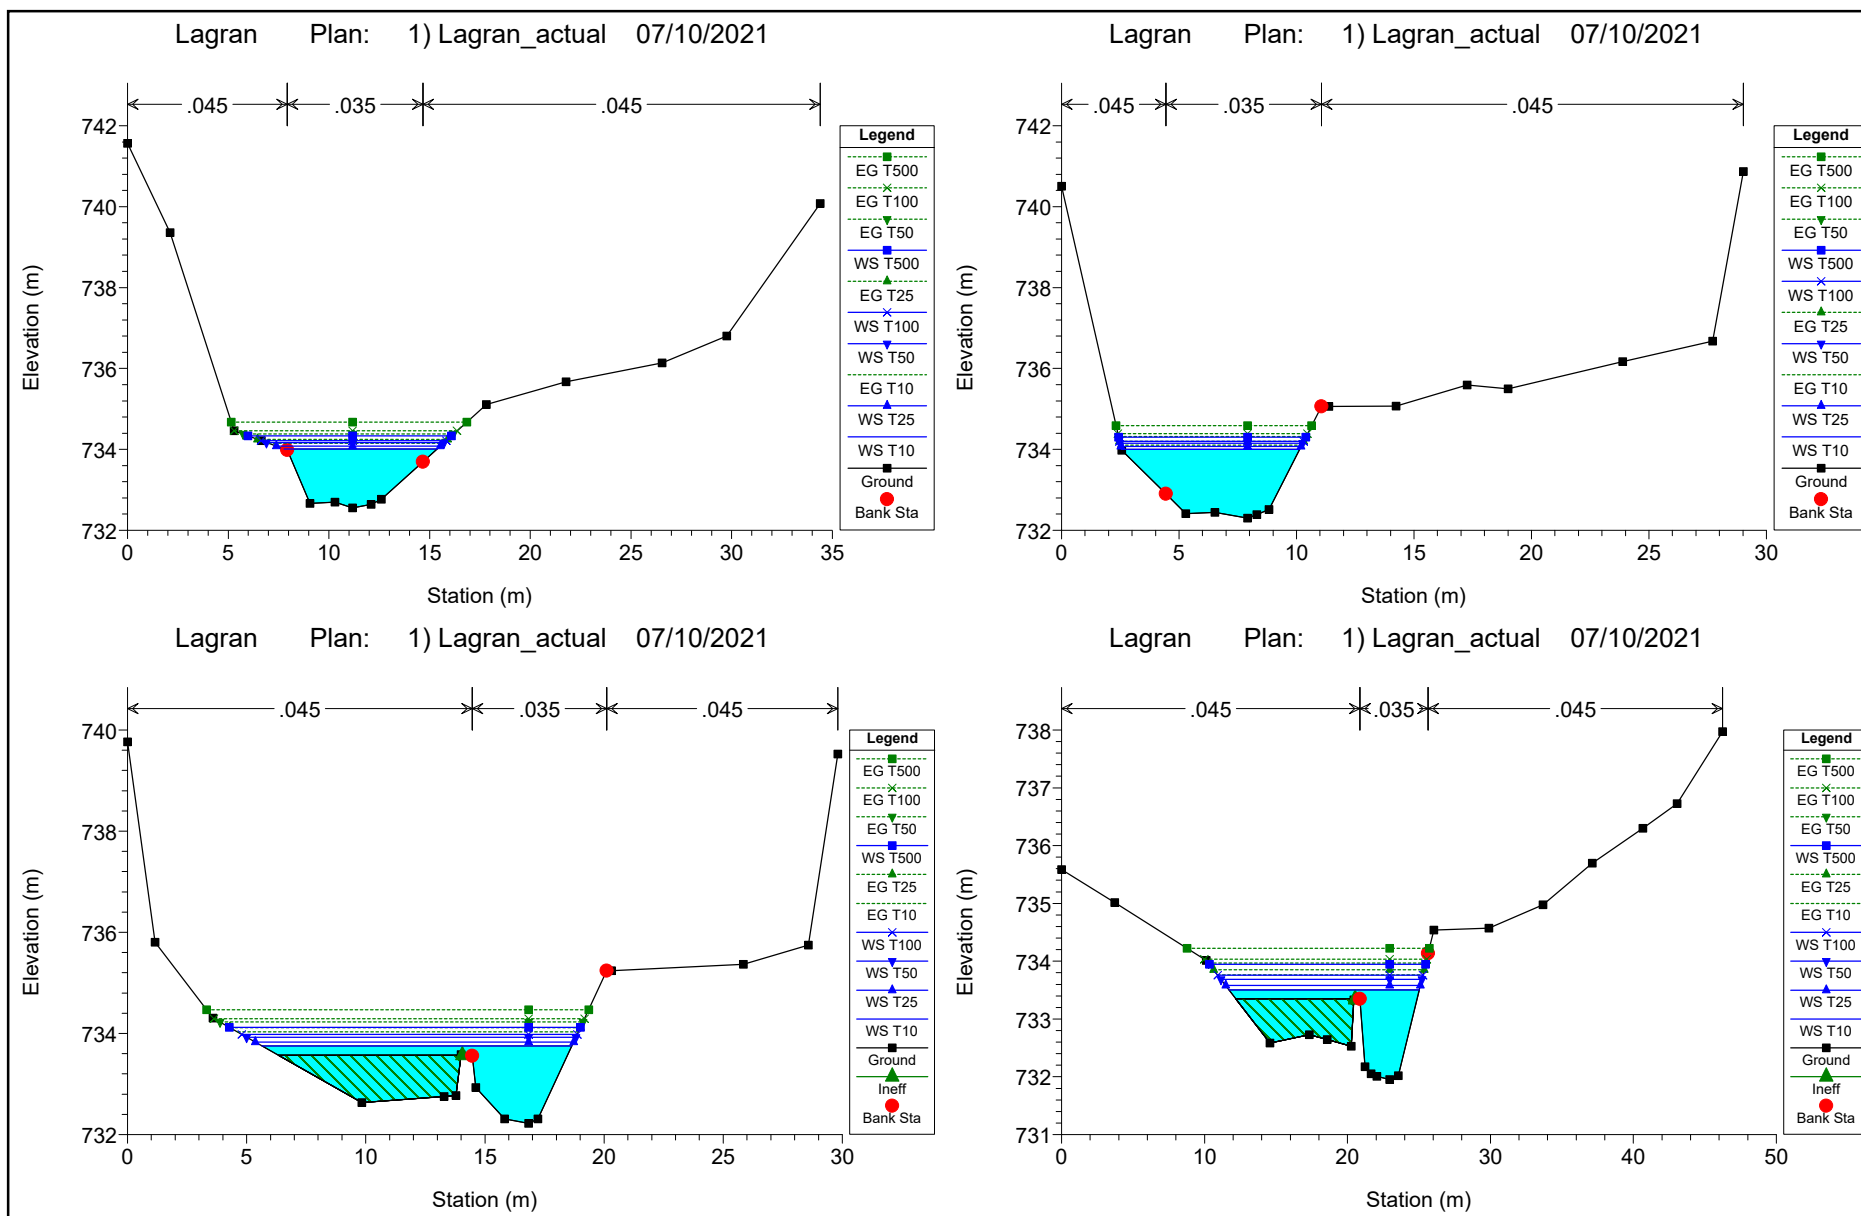 Lagran Plan: 1) Lagran_actual 07/10/2021
.045 .035 .045
Elevation (m)
742
740
738
736
734
732
0 5 10 15 20 25 30 35
Station (m)
Legend
EG T500
EG T100
EG T50
WS T500
EG T25
WS T100
WS T50
EG T10
WS T25
WS T10
Ground
Bank Sta
Lagran Plan: 1) Lagran_actual 07/10/2021
.045 .035 .045
Elevation (m)
742
740
738
736
734
732
0 5 10 15 20 25 30
Station (m)
Legend
EG T500
EG T100
EG T50
WS T500
WS T100
EG T25
WS T50
EG T10
WS T25
WS T10
Ground
Bank Sta
Lagran Plan: 1) Lagran_actual 07/10/2021
.045 .035 .045
Elevation (m)
740
738
736
734
732
0 5 10 15 20 25 30
Station (m)
Legend
EG T500
EG T100
EG T50
WS T500
EG T25
EG T10
WS T100
WS T50
WS T25
WS T10
Ground
Ineff
Bank Sta
Lagran Plan: 1) Lagran_actual 07/10/2021
.045 .035 .045
Elevation (m)
738
737
736
735
734
733
732
731
0 10 20 30 40 50
Station (m)
Legend
EG T500
EG T100
EG T50
WS T500
EG T25
EG T10
WS T100
WS T50
WS T25
WS T10
Ground
Ineff
Bank Sta